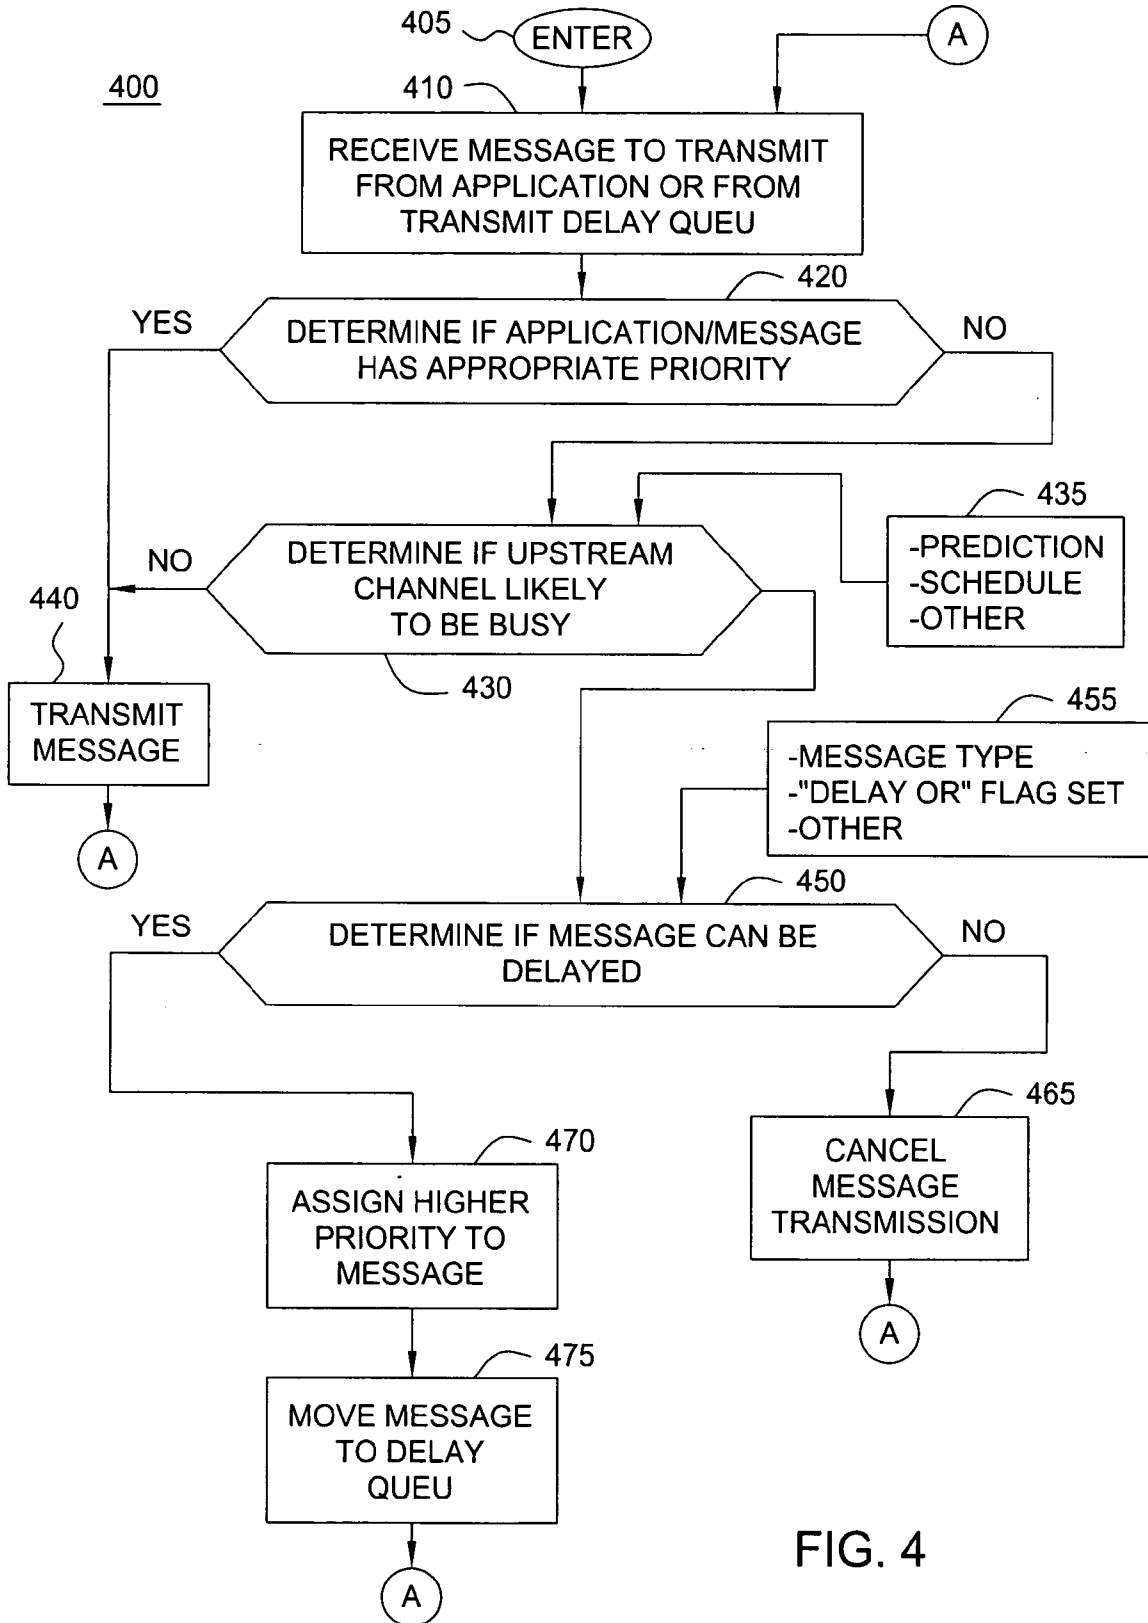 405
ENTER
A
400
410
RECEIVE MESSAGE TO TRANSMIT
FROM APPLICATION OR FROM
TRANSMIT DELAY QUEU
420
YES
DETERMINE IF APPLICATION/MESSAGE
HAS APPROPRIATE PRIORITY
NO
435
-PREDICTION
-SCHEDULE
-OTHER
NO
DETERMINE IF UPSTREAM
CHANNEL LIKELY
TO BE BUSY
430
440
TRANSMIT
MESSAGE
A
455
-MESSAGE TYPE
-"DELAY OR" FLAG SET
-OTHER
450
YES
DETERMINE IF MESSAGE CAN BE
DELAYED
NO
465
CANCEL
MESSAGE
TRANSMISSION
A
470
ASSIGN HIGHER
PRIORITY TO
MESSAGE
475
MOVE MESSAGE
TO DELAY
QUEU
A
FIG. 4